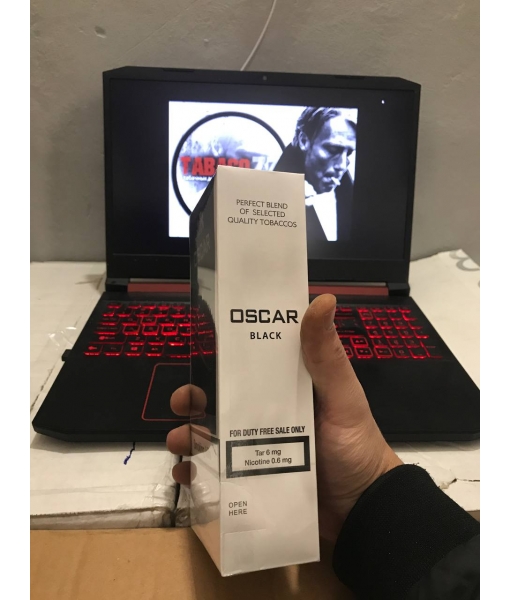 TABACO
PERFECT BLEND
OF SELECTED
QUALITY TOBACCOS
OSCAR
BLACK
FOR DUTY FREE SALE ONLY
Tar 6 mg
Nicotine 0.6 mg
OPEN
HERE